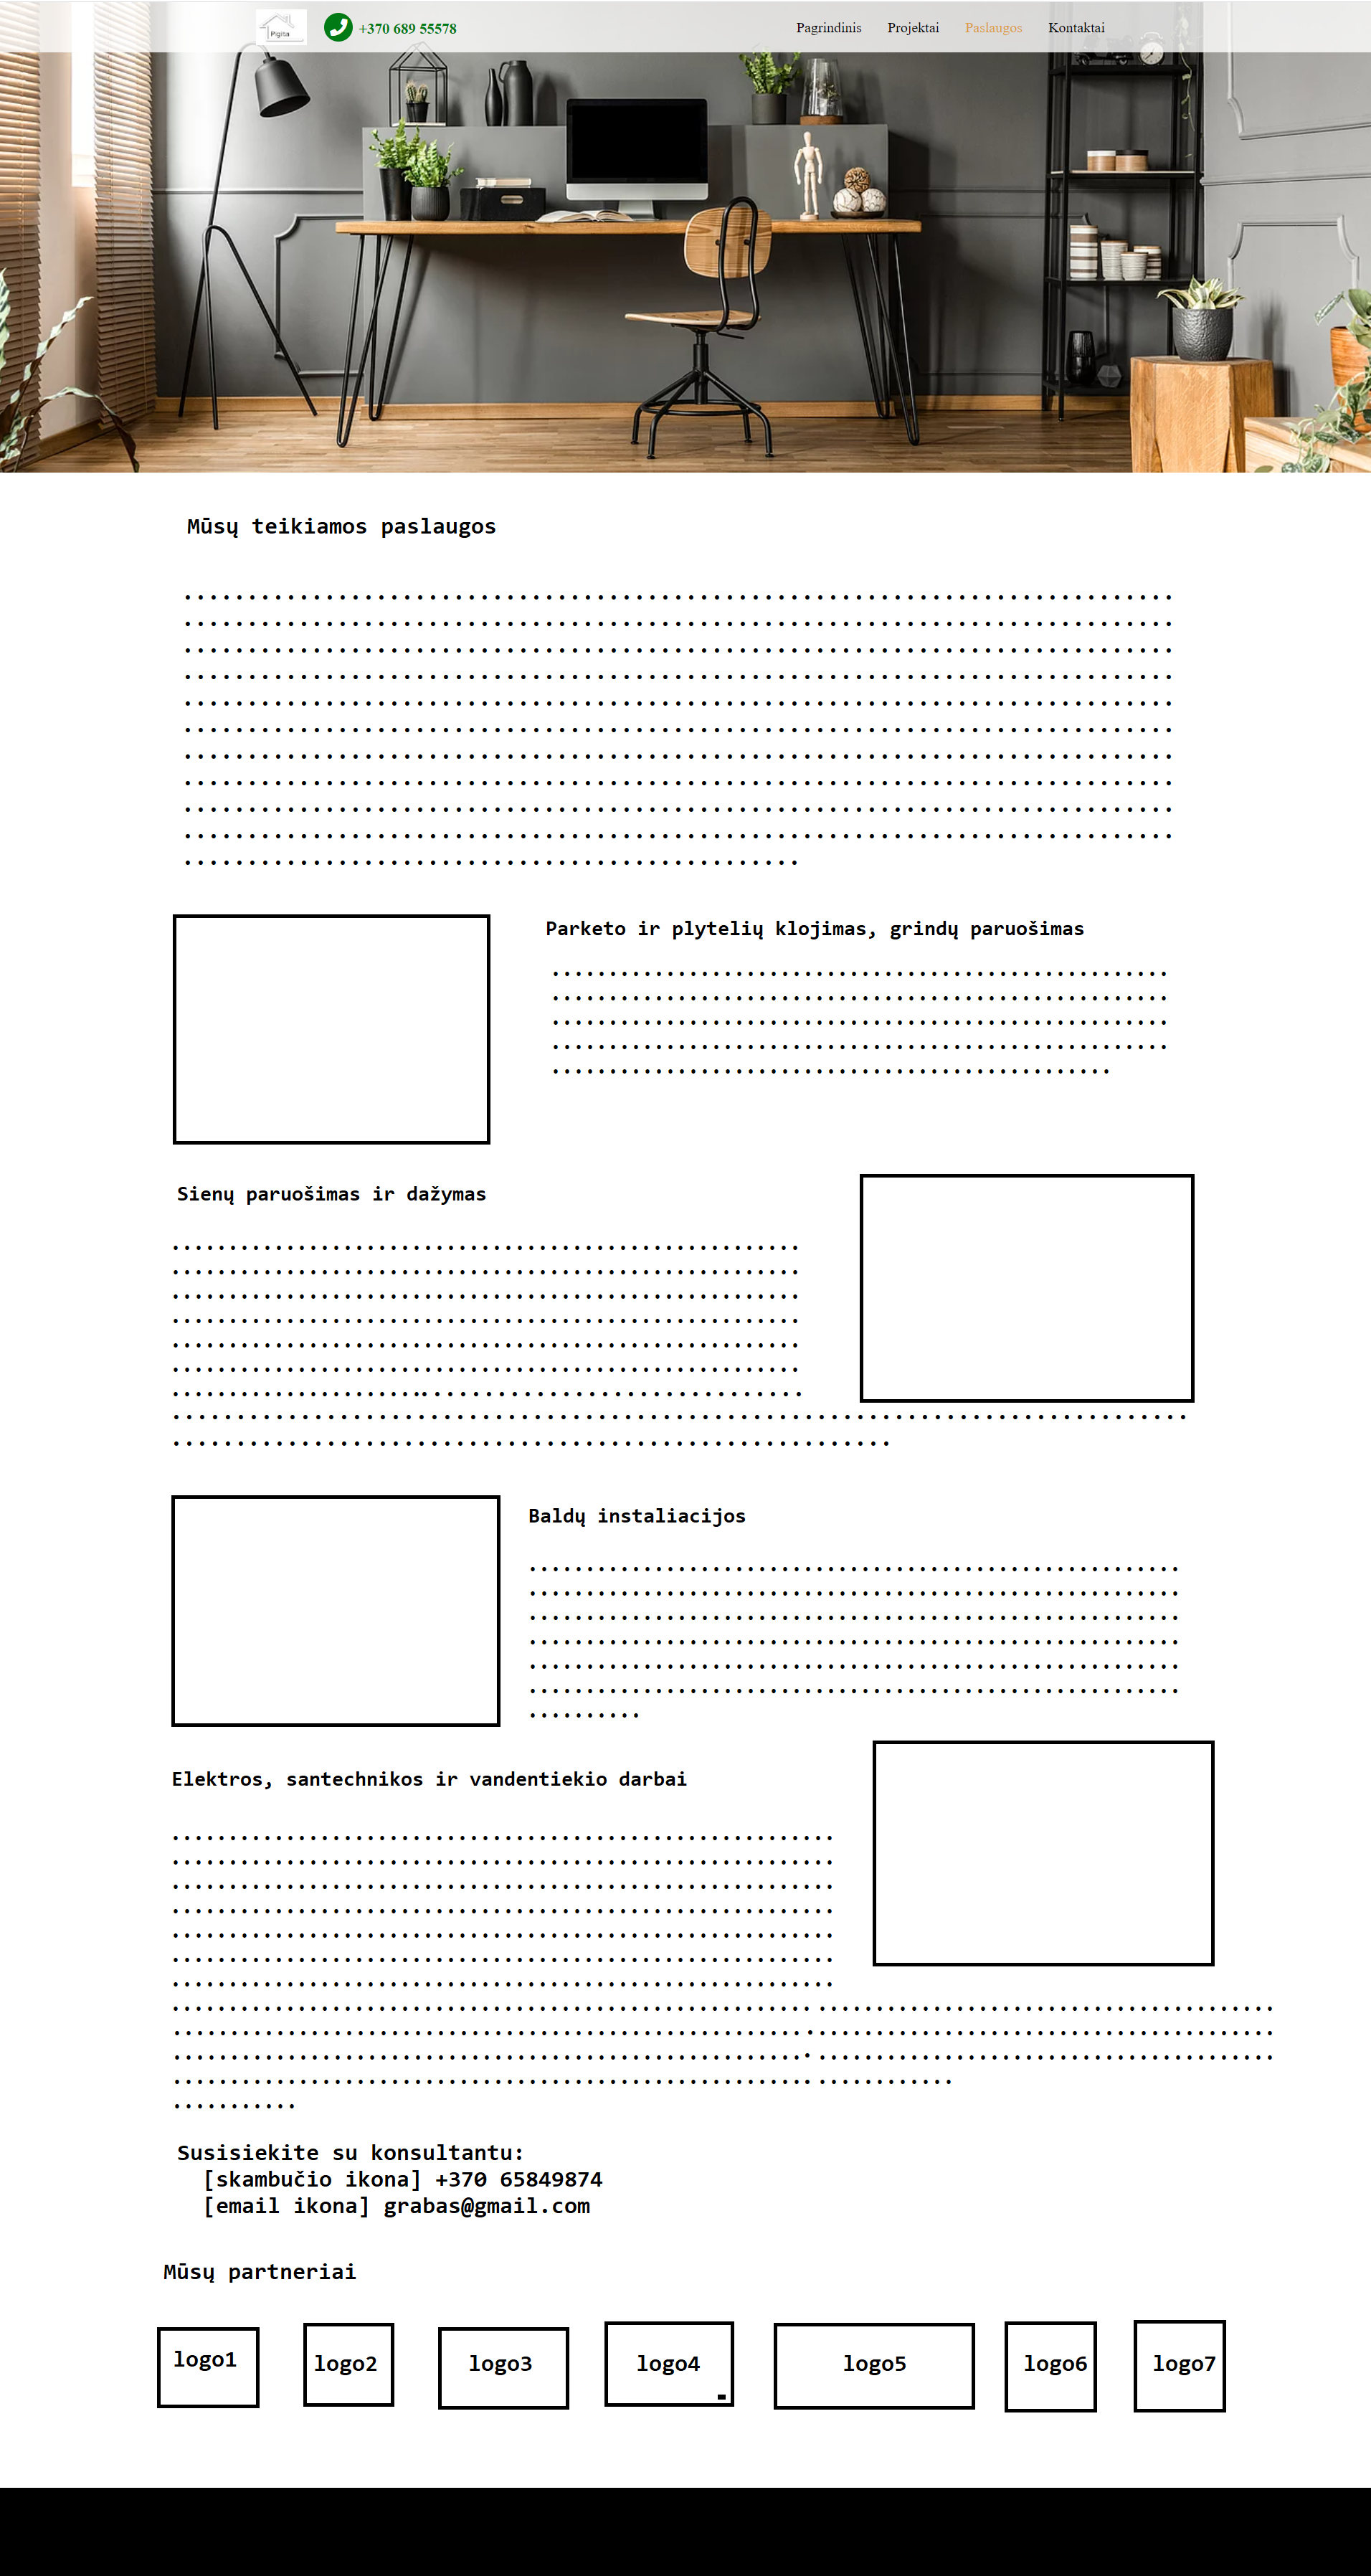 Pigita
+370 689 55578
Pagrindinis Projektai Paslaugos Kontaktai
Mūsų teikiamos paslaugos
Parketo ir plytelių klojimas, grindų paruošimas
Sienų paruošimas ir dažymas
Baldų instaliacijos
Elektros, santechnikos ir vandentiekio darbai
Susisiekite su konsultantu:
[skambučio ikona] +370 65849874
[email ikona] grabas@gmail.com
Mūsų partneriai
logo1 logo2 logo3 logo4 logo5 logo6 logo7